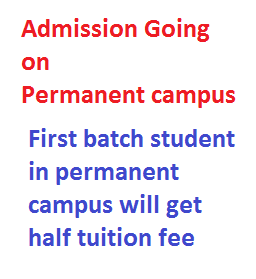 Admission Going
on
Permanent campus
First batch student
in permanent
campus will get
half tuition fee